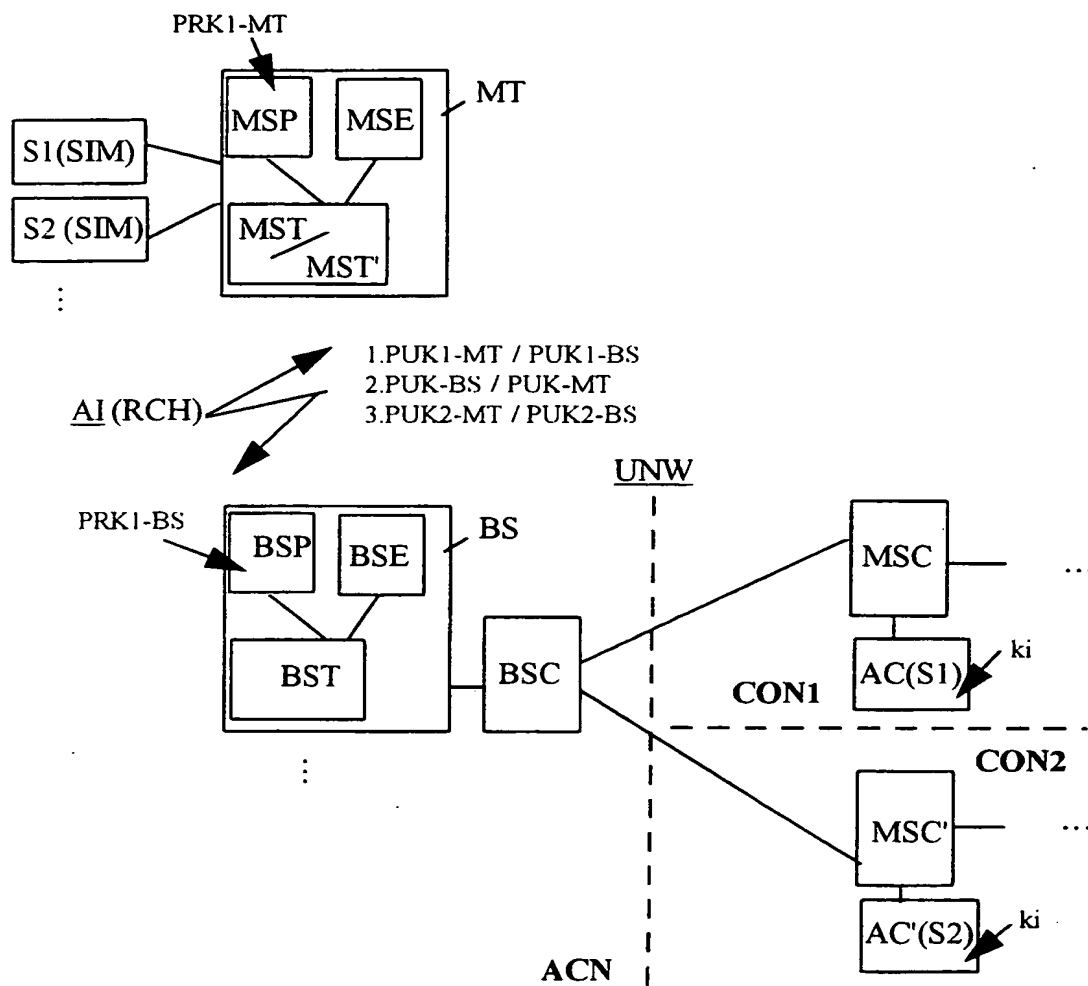 PRK1-MT
MT
MSP
MSE
S1(SIM)
S2 (SIM)
MST
MST'
⋮
1.PUK1-MT / PUK1-BS
2.PUK-BS / PUK-MT
3.PUK2-MT / PUK2-BS
AI (RCH)
UNW
PRK1-BS
BSP
BSE
BS
MSC
...
BST
BSC
AC(S1)
ki
CON1
⋮
CON2
MSC'
...
AC'(S2)
ki
ACN